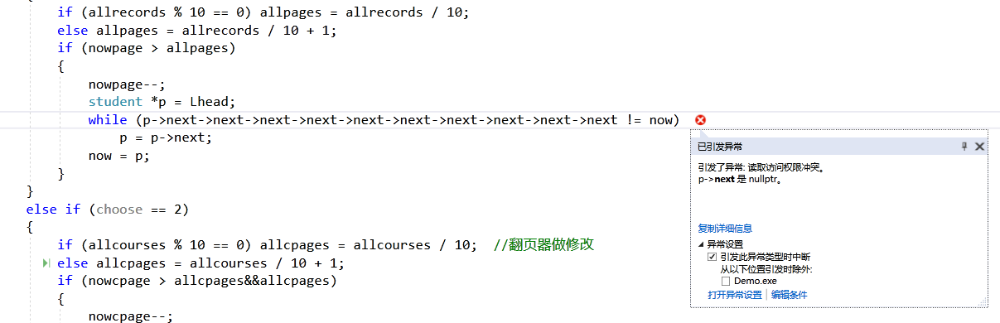 if (allrecords % 10 == 0) allpages = allrecords / 10;
else allpages = allrecords / 10 + 1;
if (nowpage > allpages)
{
nowpage--;
student *p = Lhead;
while (p->next->next->next->next->next->next->next->next->next->next != now)
p = p->next;
now = p;
}
}
else if (choose == 2)
{
if (allcourses % 10 == 0) allcpages = allcourses / 10;  //翻页器做修改
else allcpages = allcourses / 10 + 1;
if (nowcpage > allcpages&&allcpages)
{
nowcpage--;
已引发异常
引发了异常: 读取访问权限冲突。
p->next 是 nullptr。
复制详细信息
异常设置
引发此异常类型时中断
从以下位置引发时除外:
Demo.exe
打开异常设置 | 编辑条件